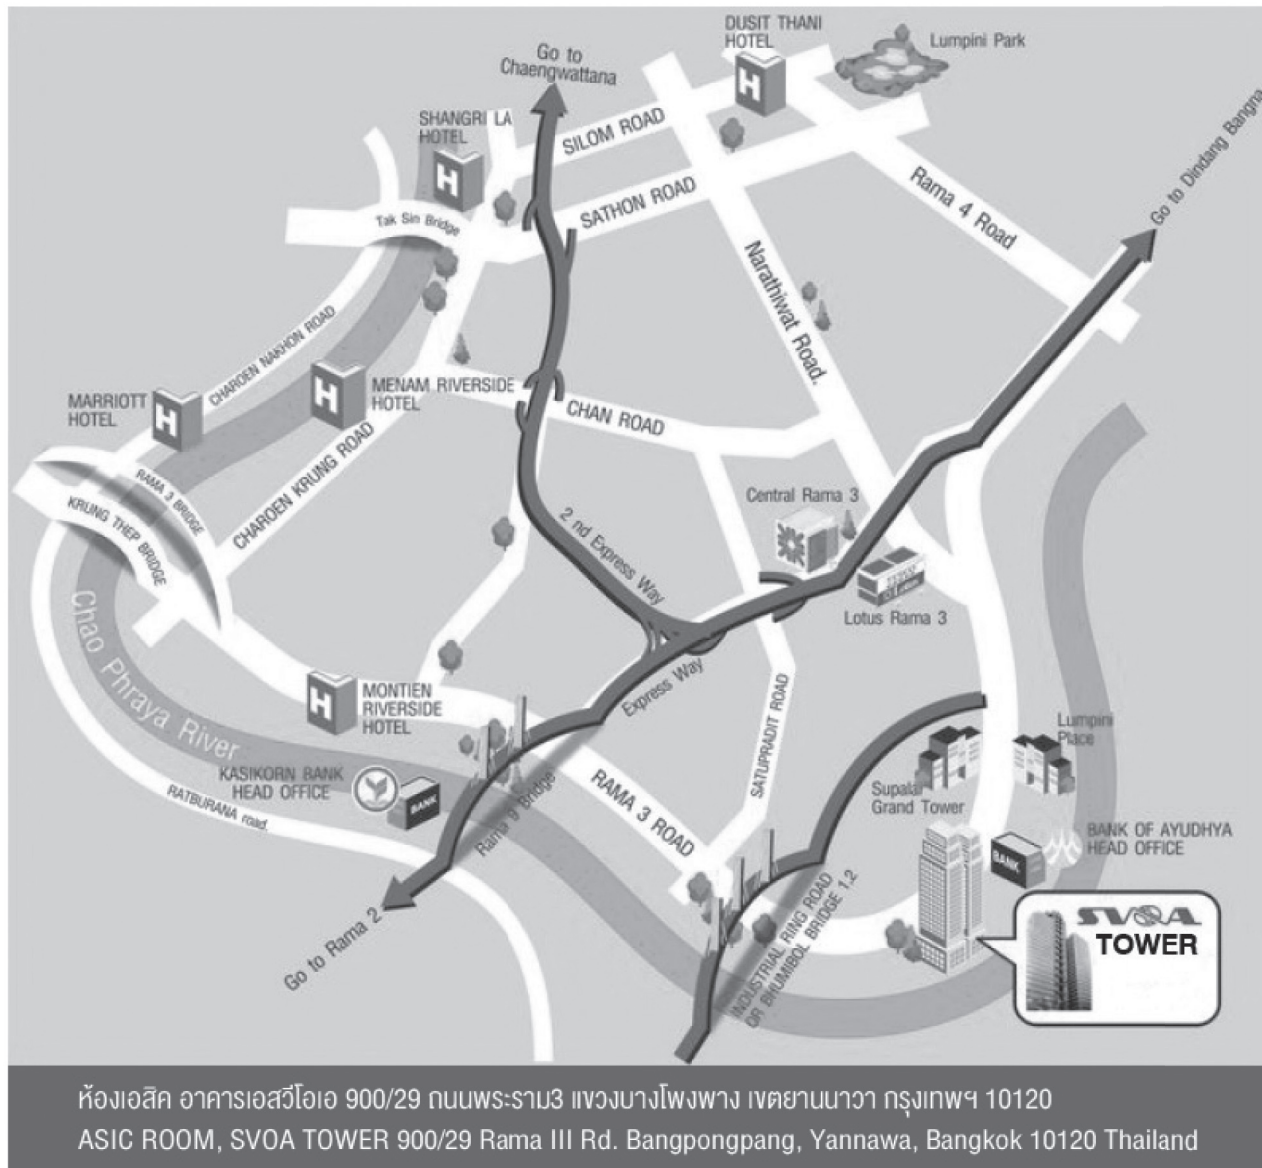 DUSIT THANI
HOTEL
Lumpini Park
Go to
Chaengwattana
SHANGRI LA
HOTEL
SILOM ROAD
Go to Dindang Bangna
SATHON ROAD
Rama 4 Road
Tak Sin Bridge
Narathiwat Road.
CHAROEN NAKHON ROAD
MARRIOTT
HOTEL
MENAM RIVERSIDE
HOTEL
CHAN ROAD
RAMA 3 BRIDGE
KRUNG THEP BRIDGE
CHAROEN KRUNG ROAD
Central Rama 3
2 nd Express Way
Lotus Rama 3
Chao Phraya River
Express Way
MONTIEN
RIVERSIDE
HOTEL
SATUPRADIT ROAD
Lumpini
Place
KASIKORN BANK
HEAD OFFICE
BANK
Supalai
Grand Tower
RATBURANA road.
Rama 9 Bridge
RAMA 3 ROAD
BANK OF AYUDHYA
HEAD OFFICE
BANK
INDUSTRIAL RING ROAD
OR BHUMIBOL BRIDGE 1,2
Go to Rama 2
SVOA
TOWER
ห้องเอสิค อาคารเอสวีโอเอ 900/29 ถนนพระราม3 แขวงบางโพงพาง เขตยานนาวา กรุงเทพฯ 10120
ASIC ROOM, SVOA TOWER 900/29 Rama III Rd. Bangpongpang, Yannawa, Bangkok 10120 Thailand